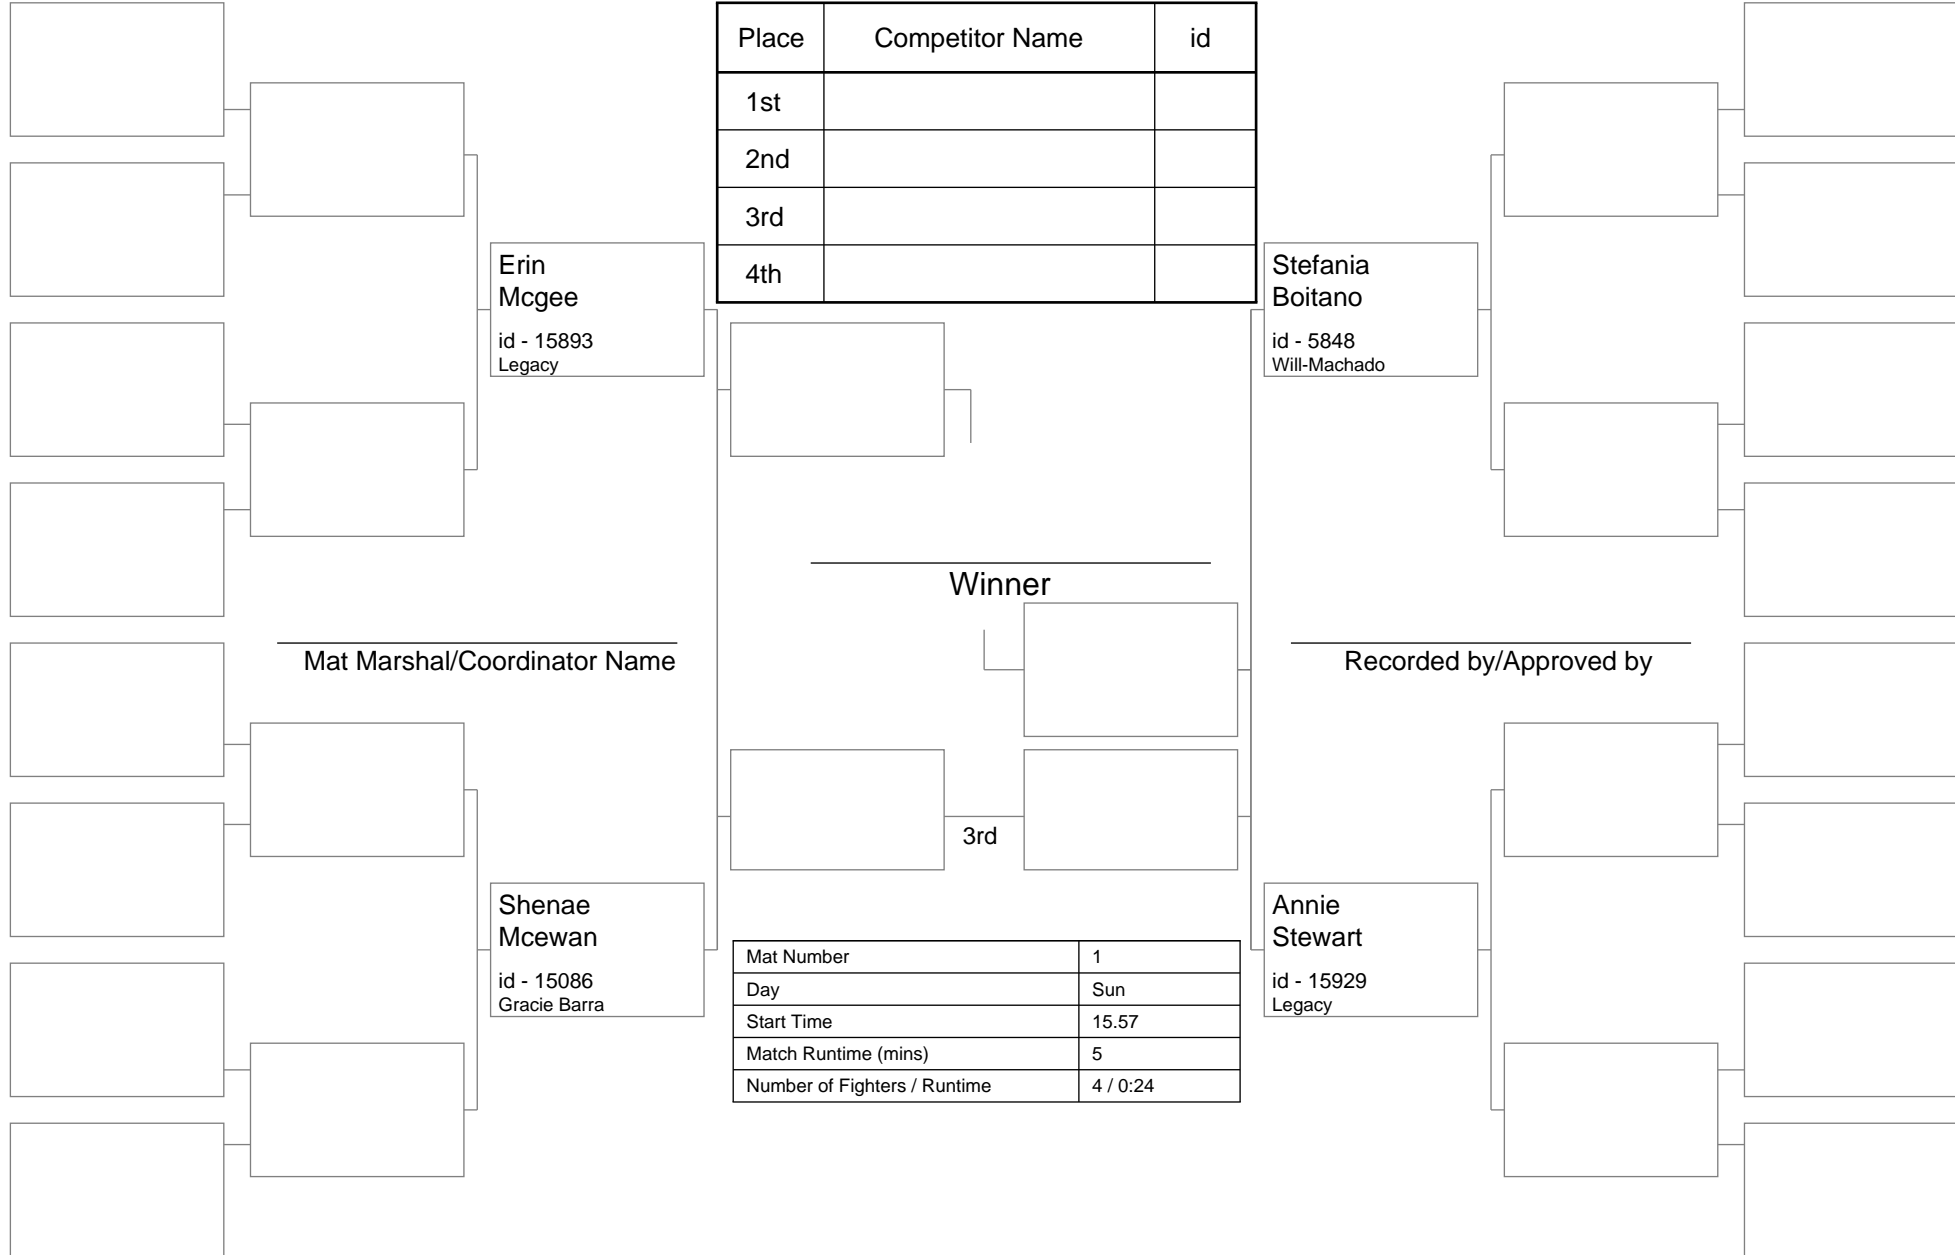 Place Competitor Name id
1st
2nd
3rd
4th
Erin
Mcgee
id - 15893
Legacy
Stefania
Boitano
id - 5848
Will-Machado
Winner
Mat Marshal/Coordinator Name
Recorded by/Approved by
3rd
Shenae
Mcewan
id - 15086
Gracie Barra
Annie
Stewart
id - 15929
Legacy
Mat Number 1
Day Sun
Start Time 15.57
Match Runtime (mins) 5
Number of Fighters / Runtime 4 / 0:24